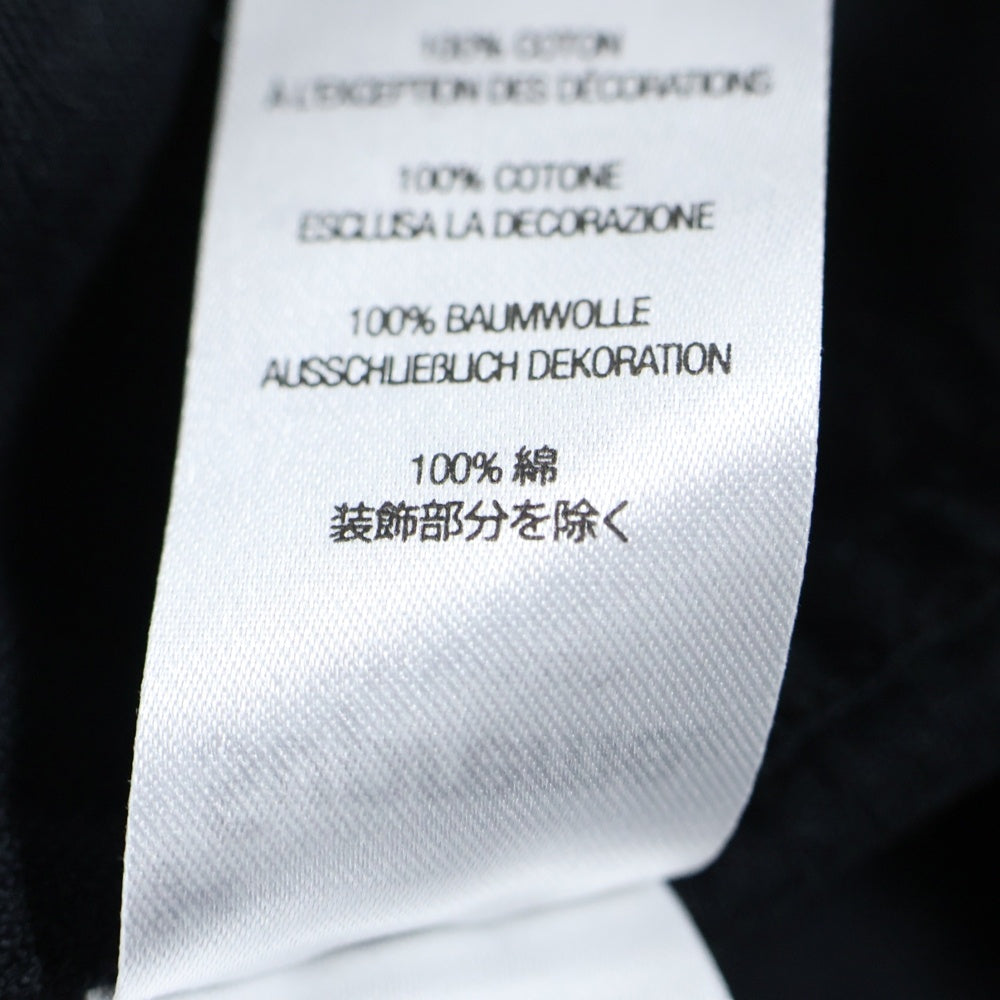 100% COTON
À L'EXCEPTION DES DÉCORATIONS
100% COTONE
ESCLUSA LA DECORAZIONE
100% BAUMWOLLE
AUSSCHLIEßLICH DEKORATION
100% 綿
装飾部分を除く